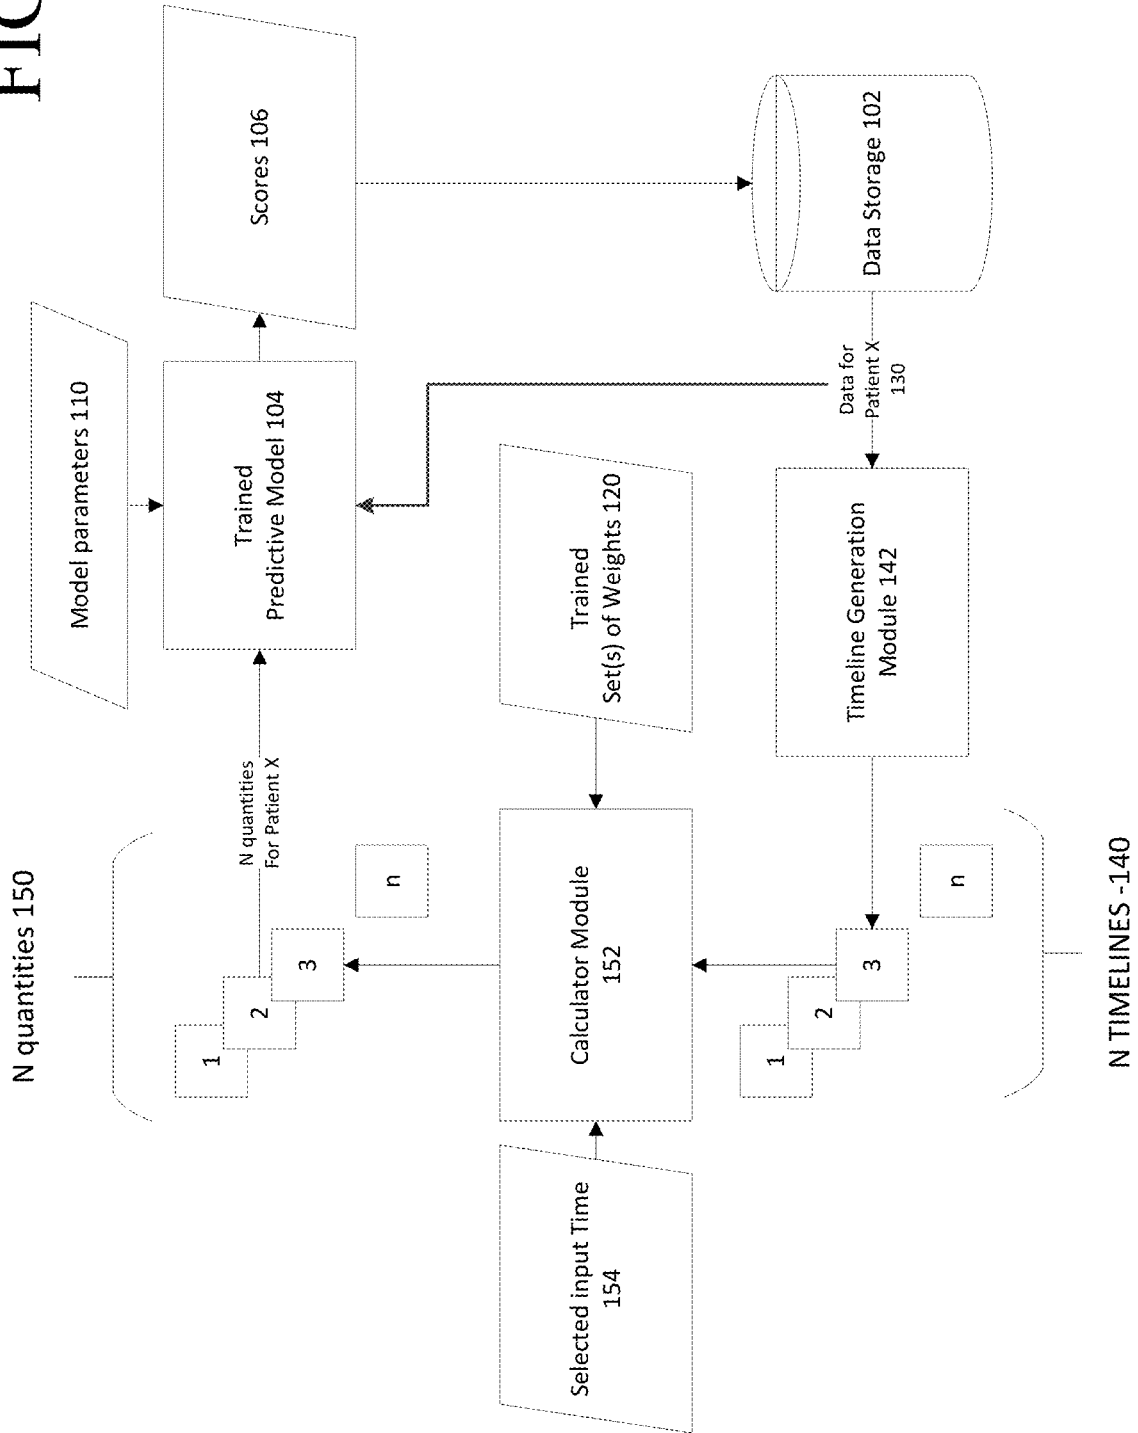 FIG
N quantities 150
Model parameters 110
1
2
3
n
N quantities
For Patient X
Trained
Predictive Model 104
Scores 106
Selected input Time
154
Calculator Module
152
Trained
Set(s) of Weights 120
1
2
3
n
Timeline Generation
Module 142
Data for
Patient X
130
Data Storage 102
N TIMELINES -140